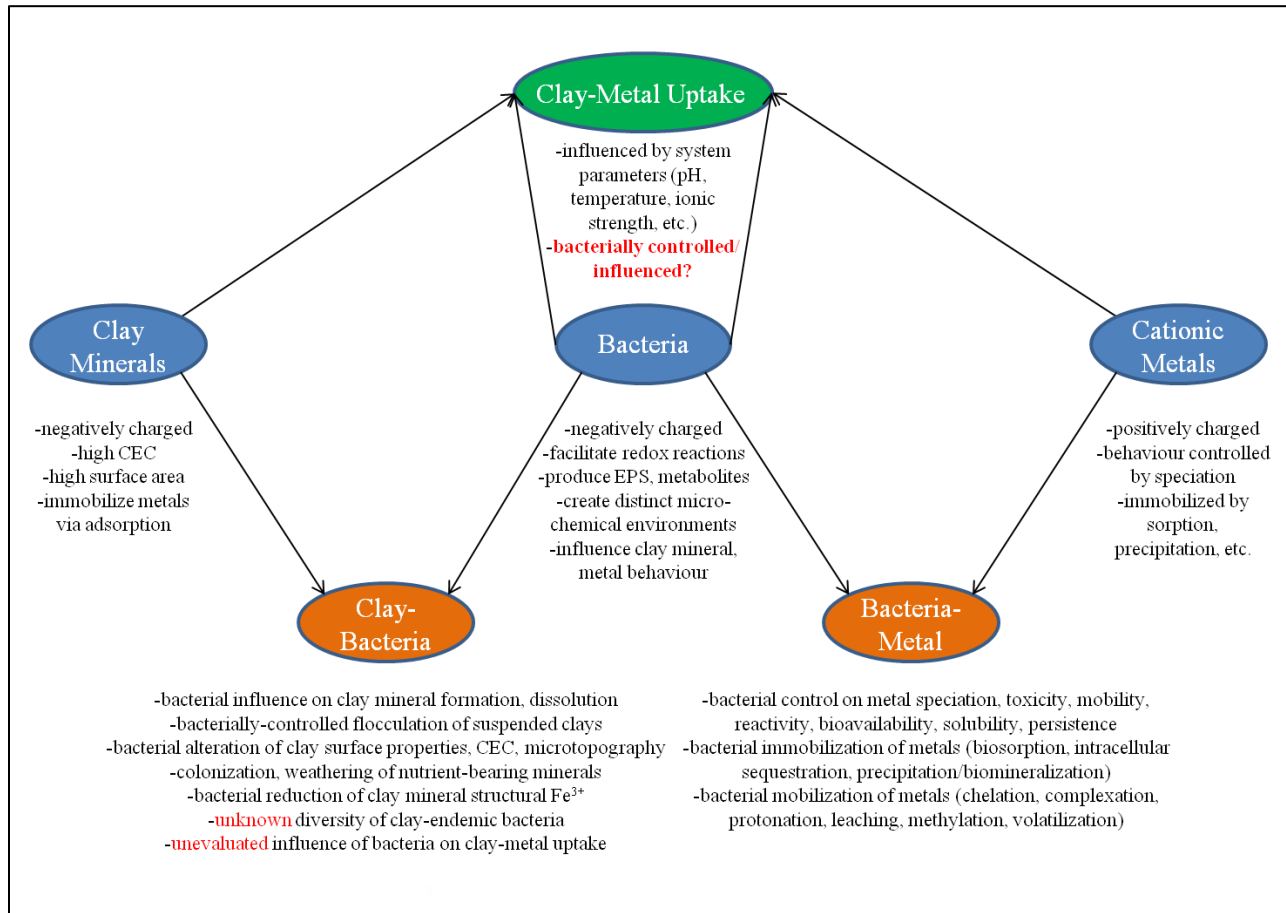 Clay-Metal Uptake
-influenced by system
parameters (pH,
temperature, ionic
strength, etc.)
-bacterially controlled/
influenced?
Clay
Minerals
-negatively charged
-high CEC
-high surface area
-immobilize metals
via adsorption
Bacteria
-negatively charged
-facilitate redox reactions
-produce EPS, metabolites
-create distinct micro-
chemical environments
-influence clay mineral,
metal behaviour
Cationic
Metals
-positively charged
-behaviour controlled
by speciation
-immobilized by
sorption,
precipitation, etc.
Clay-
Bacteria
-bacterial influence on clay mineral formation, dissolution
-bacterially-controlled flocculation of suspended clays
-bacterial alteration of clay surface properties, CEC, microtopography
-colonization, weathering of nutrient-bearing minerals
-bacterial reduction of clay mineral structural Fe³⁺
-unknown diversity of clay-endemic bacteria
-unevaluated influence of bacteria on clay-metal uptake
Bacteria-
Metal
-bacterial control on metal speciation, toxicity, mobility,
reactivity, bioavailability, solubility, persistence
-bacterial immobilization of metals (biosorption, intracellular
sequestration, precipitation/biomineralization)
-bacterial mobilization of metals (chelation, complexation,
protonation, leaching, methylation, volatilization)